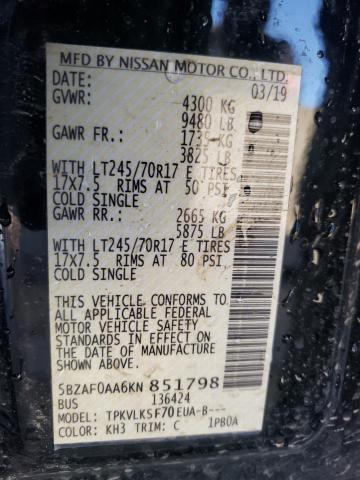 MFD BY NISSAN MOTOR CO., LTD.
DATE: 03/19
GVWR: 4300 KG
9480 LB
GAWR FR.: 1735 KG
3825 LB
WITH LT245/70R17 E TIRES
17X7.5 RIMS AT 50 PSI
COLD SINGLE
GAWR RR.: 2665 KG
5875 LB
WITH LT245/70R17 E TIRES
17X7.5 RIMS AT 80 PSI
COLD SINGLE
THIS VEHICLE CONFORMS TO
ALL APPLICABLE FEDERAL
MOTOR VEHICLE SAFETY
STANDARDS IN EFFECT ON
THE DATE OF MANUFACTURE
SHOWN ABOVE.
5BZAF0AA6KN 851798
BUS 136424
MODEL: TPKVLKSF70EUA-B---
COLOR: KH3 TRIM: C 1PB0A